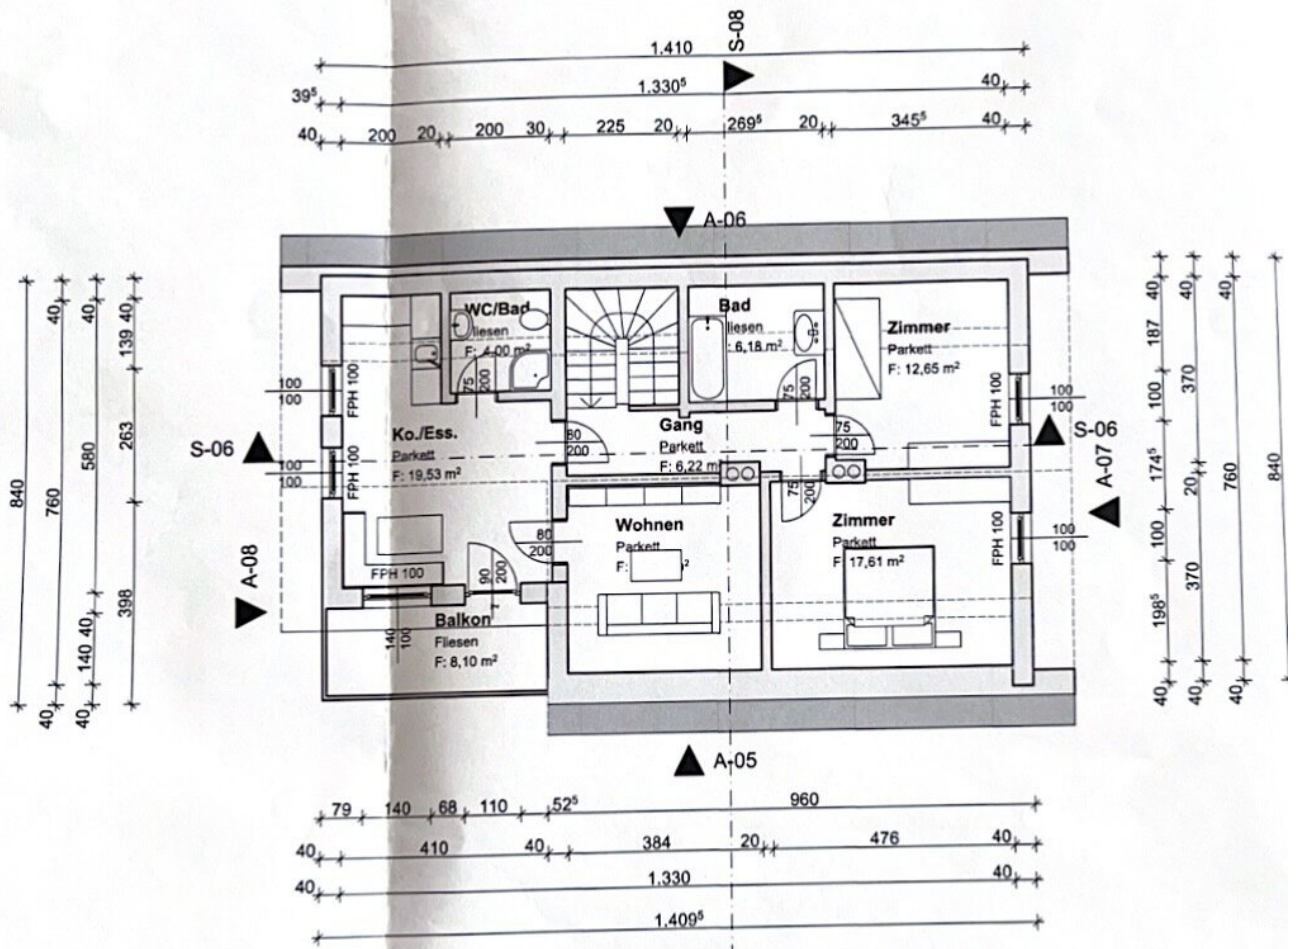 S-08
1.410
1.330⁵
40
39⁵
40
200
20
200
30
225
20
269⁵
20
345⁵
40
A-06
WC/Bad
liesen
F: 4,00 m²
Bad
liesen
: 6,18 m²
Zimmer
Parkett
F: 12,65 m²
Ko./Ess.
Parkett
F: 19,53 m²
Gang
Parkett
F: 6,22 m
Wohnen
Parkett
F:
Zimmer
Parkett
F: 17,61 m²
Balkon
Fliesen
F: 8,10 m²
FPH 100
FPH 100
FPH 100
FPH 100
FPH 100
75
200
75
200
80
200
75
200
75
200
80
200
90
200
140
100
100
100
100
100
100
100
100
100
S-06
S-06
A-07
A-08
A-05
840
40
760
40
40
580
40
140
40
40
139
263
398
40
187
100
174⁵
100
198⁵
40
40
370
20
370
40
40
760
40
840
79
140
68
110
52⁵
960
40
410
40
384
20
476
40
40
1.330
40
1.409⁵